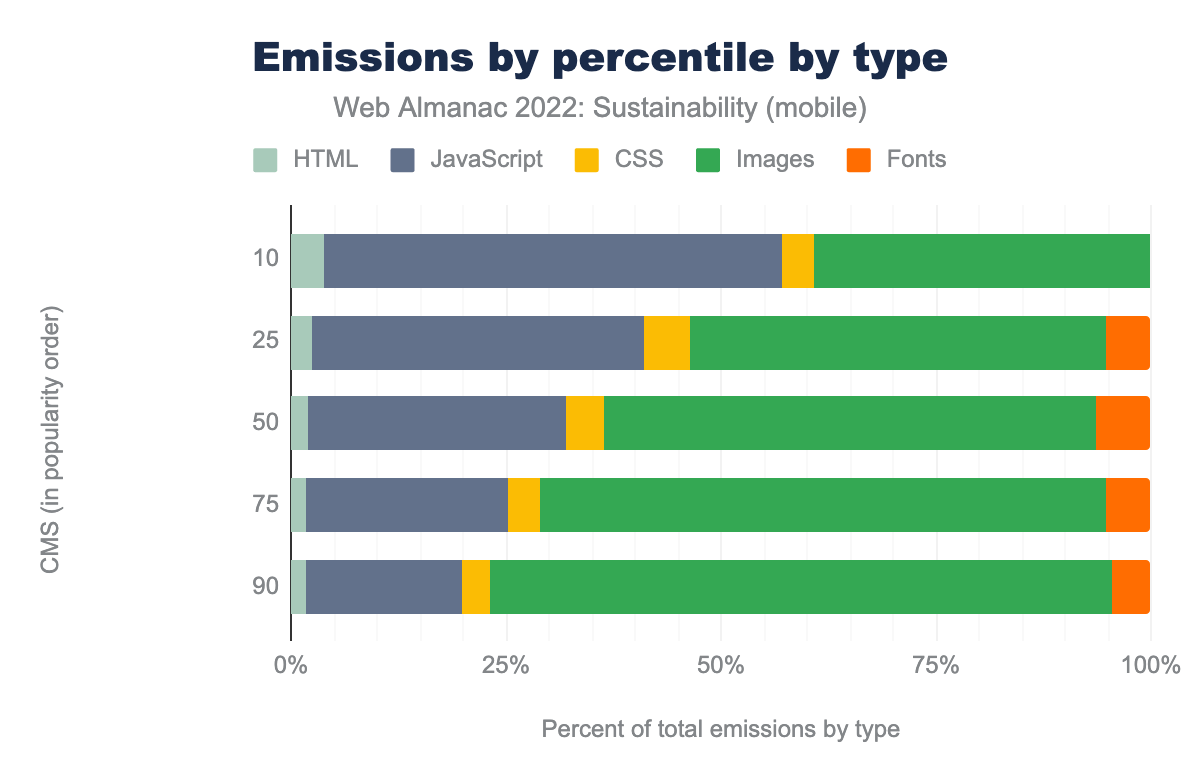 Emissions by percentile by type
Web Almanac 2022: Sustainability (mobile)
HTML JavaScript CSS Images Fonts
CMS (in popularity order)
10
25
50
75
90
0% 25% 50% 75% 100%
Percent of total emissions by type